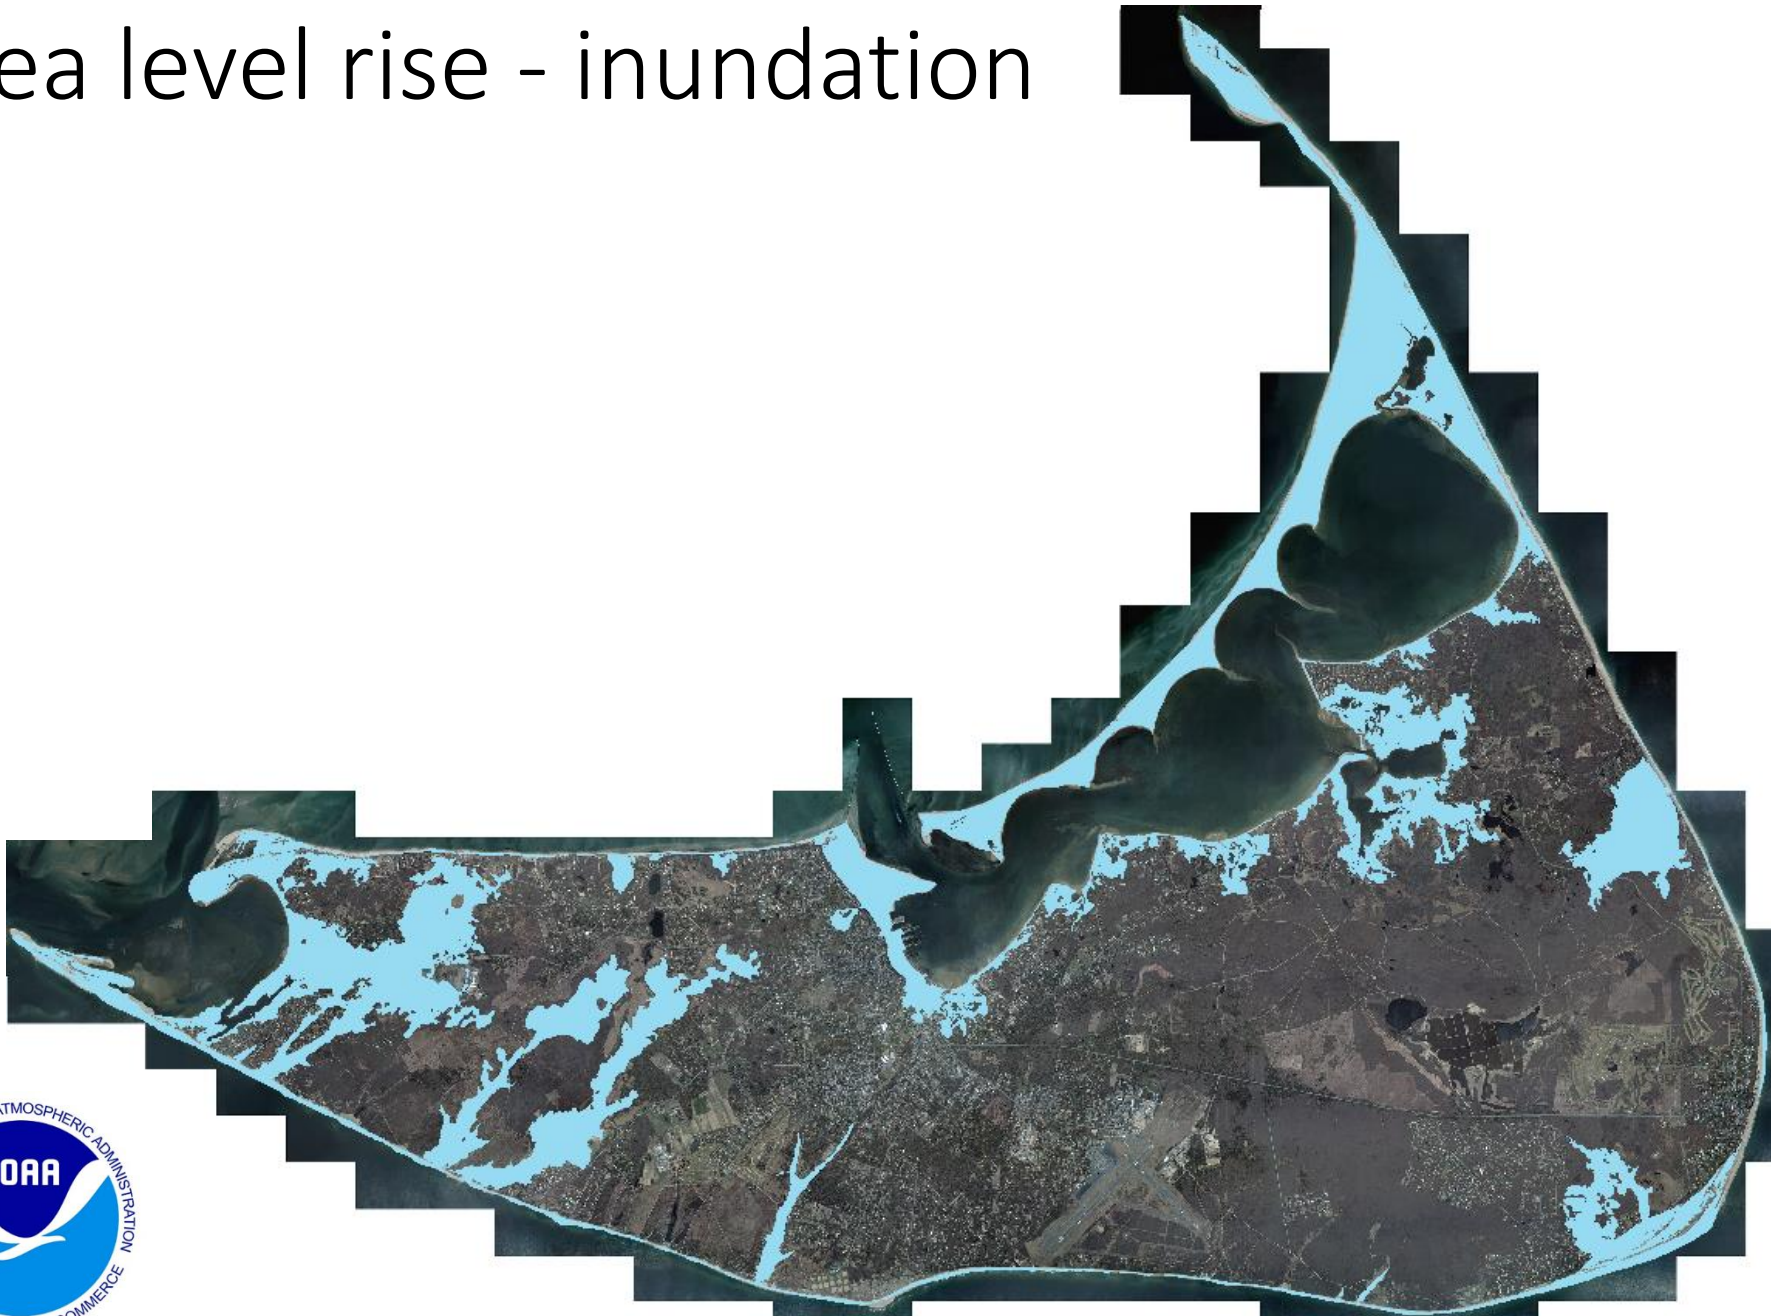 ea level rise - inundation
ATMOSPHERIC ADMINISTRATION
OAA
OMMERCE